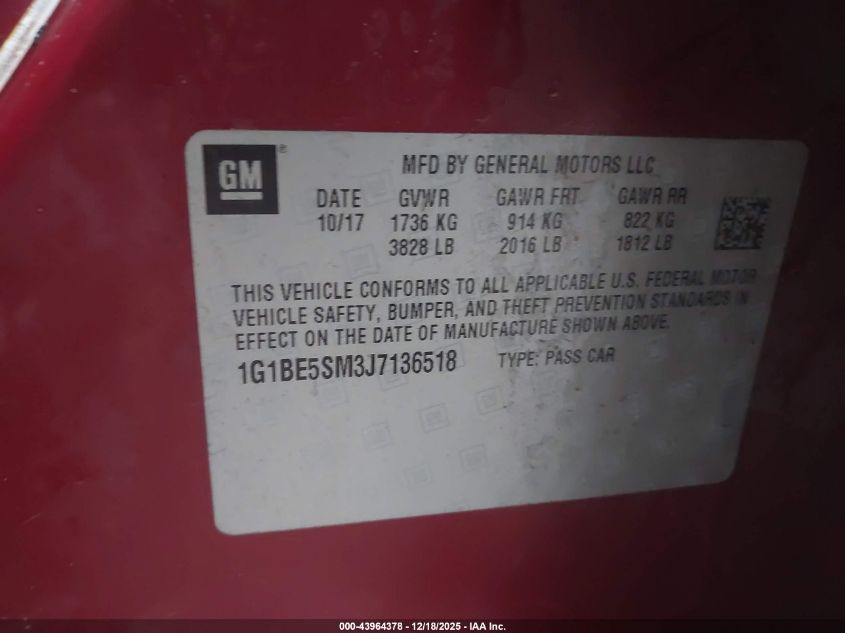 GM®
MFD BY GENERAL MOTORS LLC
DATE GVWR GAWR FRT GAWR RR
10/17 1736 KG 914 KG 822 KG
3828 LB 2016 LB 1812 LB
THIS VEHICLE CONFORMS TO ALL APPLICABLE U.S. FEDERAL MOTOR
VEHICLE SAFETY, BUMPER, AND THEFT PREVENTION STANDARDS IN
EFFECT ON THE DATE OF MANUFACTURE SHOWN ABOVE.
1G1BE5SM3J7136518 TYPE: PASS CAR
000-43964378 - 12/18/2025 - IAA Inc.